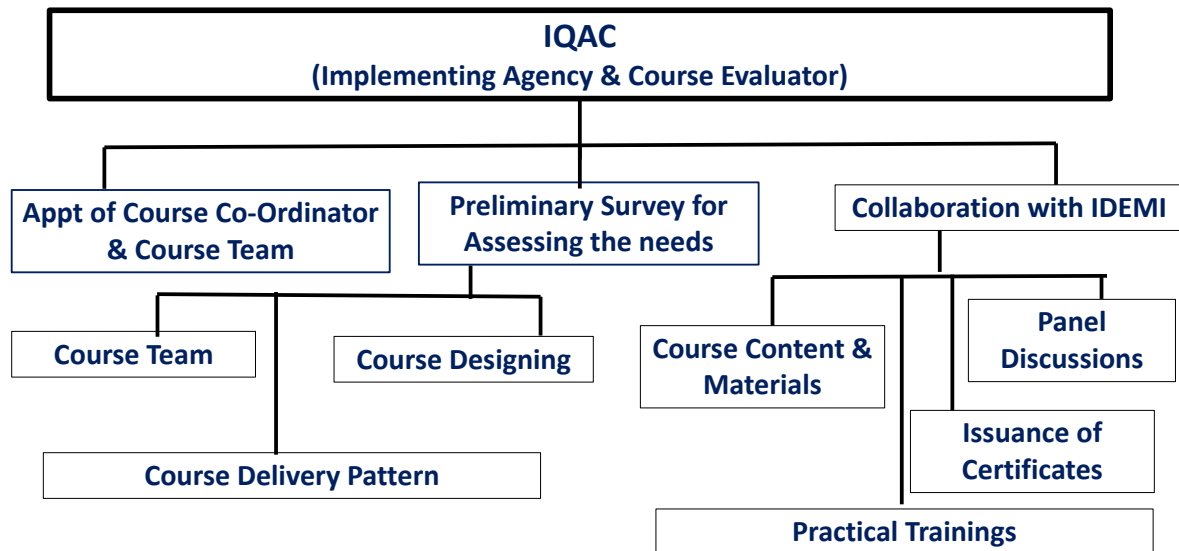 IQAC
(Implementing Agency & Course Evaluator)
Appt of Course Co-Ordinator
& Course Team
Preliminary Survey for
Assessing the needs
Collaboration with IDEMI
Course Team
Course Designing
Course Delivery Pattern
Course Content &
Materials
Panel
Discussions
Issuance of
Certificates
Practical Trainings